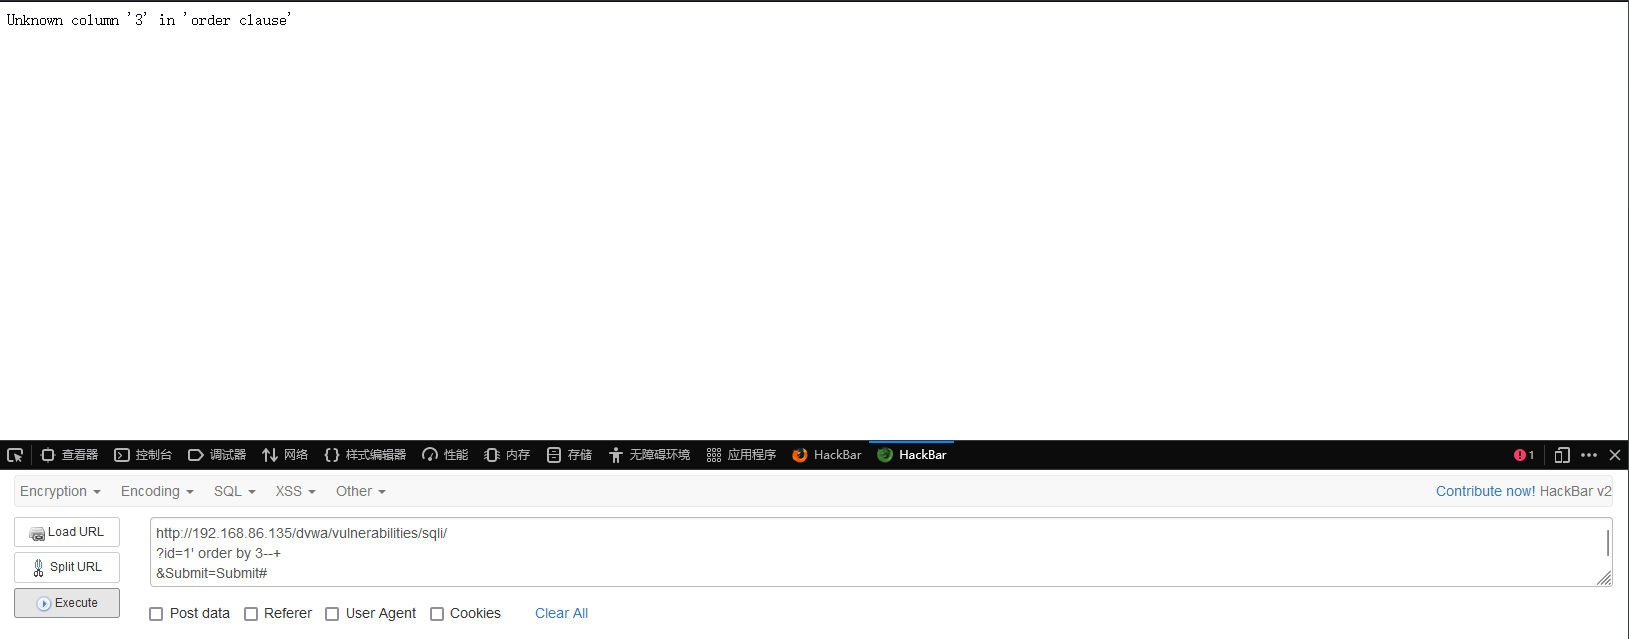 Unknown column '3' in 'order clause'
查看器 控制台 调试器 网络 样式编辑器 性能 内存 存储 无障碍环境 应用程序 HackBar HackBar 1
Encryption Encoding SQL XSS Other Contribute now! HackBar v2
Load URL
Split URL
Execute
http://192.168.86.135/dvwa/vulnerabilities/sqli/
?id=1' order by 3--+
&Submit=Submit#
Post data Referer User Agent Cookies Clear All